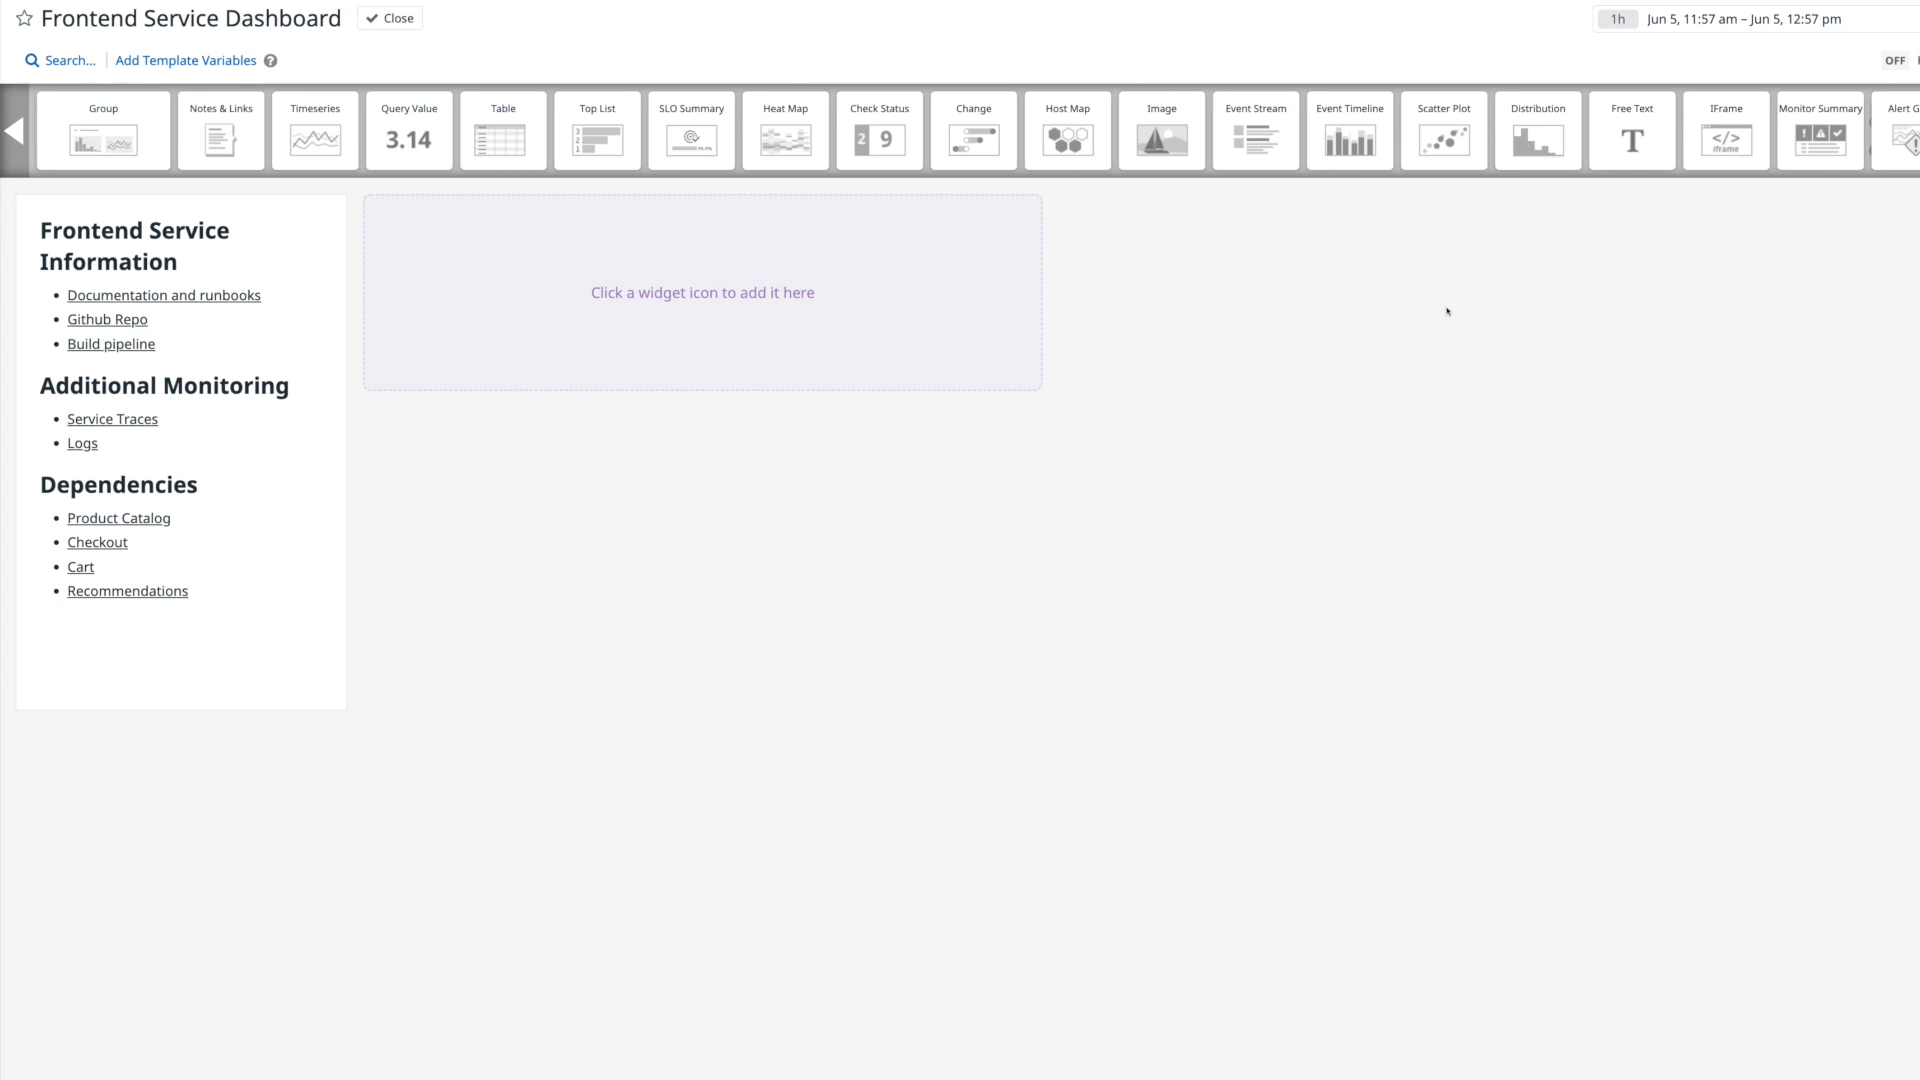 Frontend Service Dashboard
Close
1h
Jun 5, 11:57 am – Jun 5, 12:57 pm
Search...
Add Template Variables
?
OFF
Group
Notes & Links
Timeseries
Query Value
3.14
Table
Top List
3
2
1
SLO Summary
Heat Map
Check Status
2 9
Change
Host Map
Image
Event Stream
Event Timeline
Scatter Plot
Distribution
Free Text
T
IFrame
</>
iframe
Monitor Summary
Alert G
Frontend Service
Information
• Documentation and runbooks
• Github Repo
• Build pipeline
Additional Monitoring
• Service Traces
• Logs
Dependencies
• Product Catalog
• Checkout
• Cart
• Recommendations
Click a widget icon to add it here